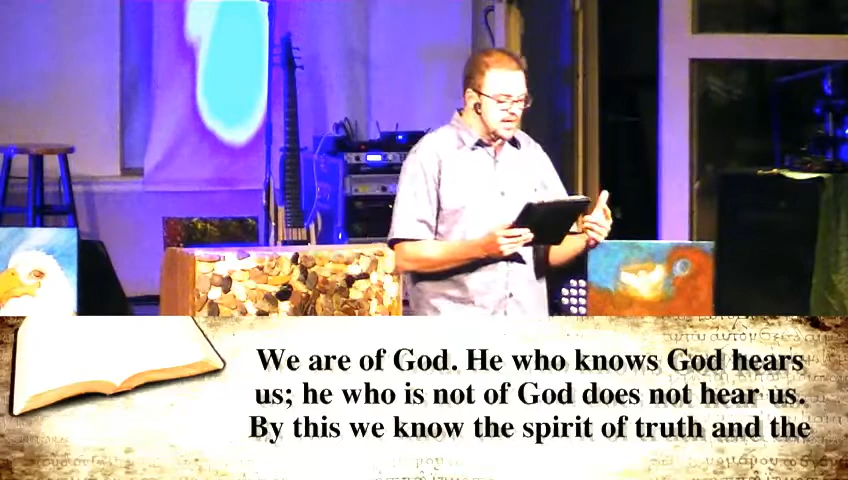 We are of God. He who knows God hears
us; he who is not of God does not hear us.
By this we know the spirit of truth and the